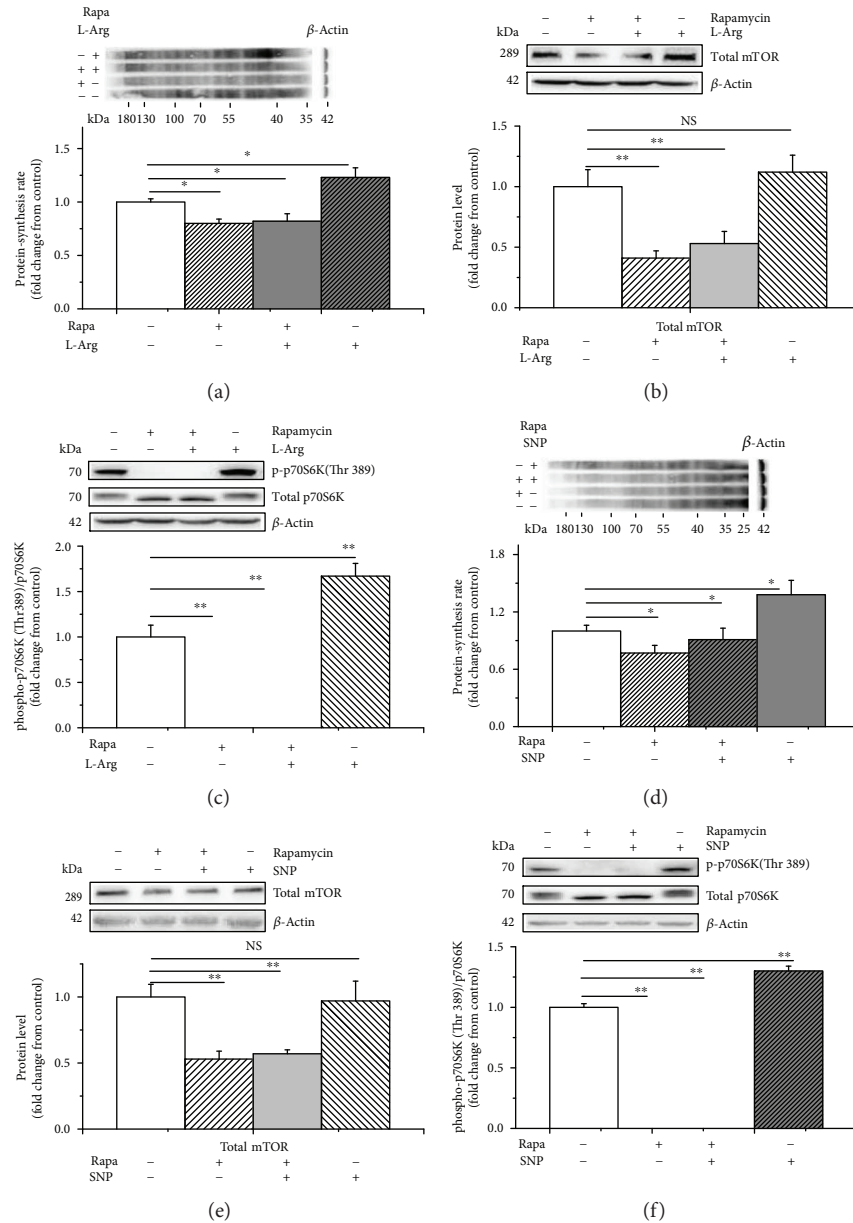 Rapa
L-Arg
β-Actin
− +
+ +
+ −
− −
kDa 180 130 100 70 55 40 35 42
Protein-synthesis rate
(fold change from control)
1.5
1.0
0.5
0.0
*
*
*
Rapa − + + −
L-Arg − − + +
(a)
− + + − Rapamycin
kDa − − + + L-Arg
289 Total mTOR
42 β-Actin
Protein level
(fold change from control)
1.5
1.0
0.5
0.0
NS
**
**
Total mTOR
Rapa − + + −
L-Arg − − + +
(b)
− + + − Rapamycin
kDa − − + + L-Arg
70 p-p70S6K(Thr 389)
70 Total p70S6K
42 β-Actin
phospho-p70S6K (Thr389)/p70S6K
(fold change from control)
2.0
1.5
1.0
0.5
0.0
**
**
**
Rapa − + + −
L-Arg − − + +
(c)
Rapa
SNP
β-Actin
− +
+ +
+ −
− −
kDa 180 130 100 70 55 40 35 25 42
Protein-synthesis rate
(fold change from control)
1.5
1.0
0.5
0.0
*
*
*
Rapa − + + −
SNP − − + +
(d)
− + + − Rapamycin
kDa − − + + SNP
289 Total mTOR
42 β-Actin
Protein level
(fold change from control)
1.0
0.5
0.0
NS
**
**
Total mTOR
Rapa − + + −
SNP − − + +
(e)
− + + − Rapamycin
kDa − − + + SNP
70 p-p70S6K(Thr 389)
70 Total p70S6K
42 β-Actin
phospho-p70S6K (Thr 389)/p70S6K
(fold change from control)
1.5
1.0
0.5
0.0
**
**
**
Rapa − + + −
SNP − − + +
(f)